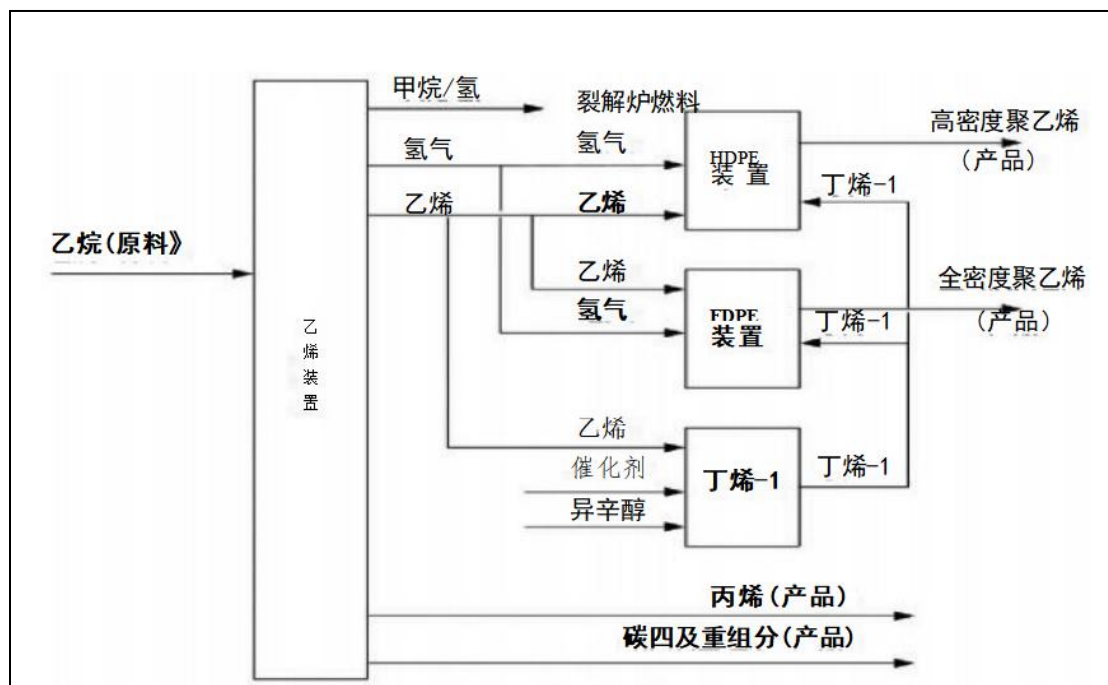 甲烷/氢
裂解炉燃料
高密度聚乙烯
(产品)
氢气
氢气
HDPE
装置
丁烯-1
乙烯
乙烯
乙烷(原料》
乙烯
氢气
FDPE
装置
全密度聚乙烯
(产品)
丁烯-1
乙烯装置
乙烯
催化剂
异辛醇
丁烯-1
丁烯-1
丙烯(产品)
碳四及重组分(产品)